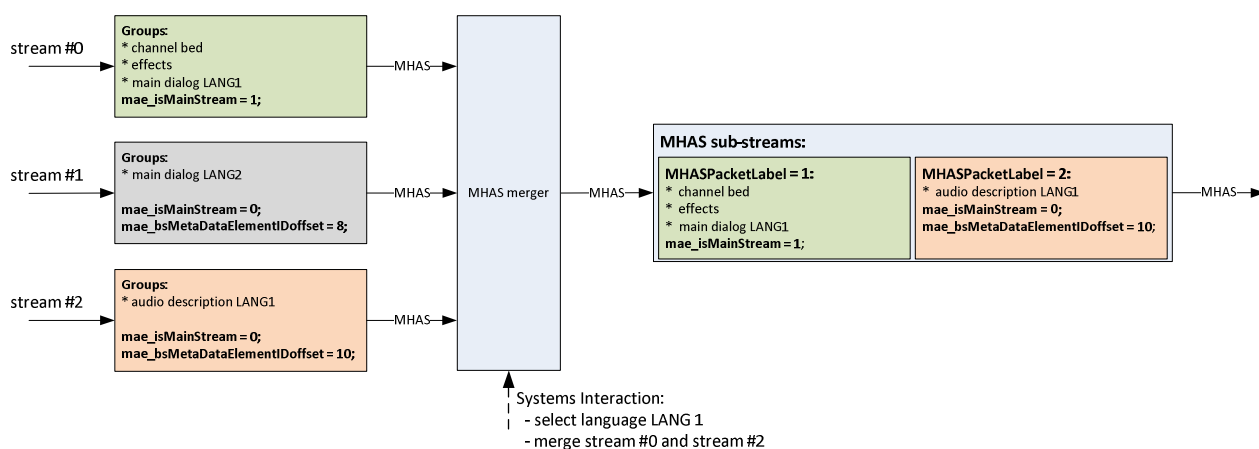 stream #0
Groups:
* channel bed
* effects
* main dialog LANG1
mae_isMainStream = 1;
MHAS
stream #1
Groups:
* main dialog LANG2
mae_isMainStream = 0;
mae_bsMetaDataElementIDoffset = 8;
MHAS
stream #2
Groups:
* audio description LANG1
mae_isMainStream = 0;
mae_bsMetaDataElementIDoffset = 10;
MHAS
MHAS merger
Systems Interaction:
- select language LANG 1
- merge stream #0 and stream #2
MHAS
MHAS sub-streams:
MHASPacketLabel = 1:
* channel bed
* effects
* main dialog LANG1
mae_isMainStream = 1;
MHASPacketLabel = 2:
* audio description LANG1
mae_isMainStream = 0;
mae_bsMetaDataElementIDoffset = 10;
MHAS